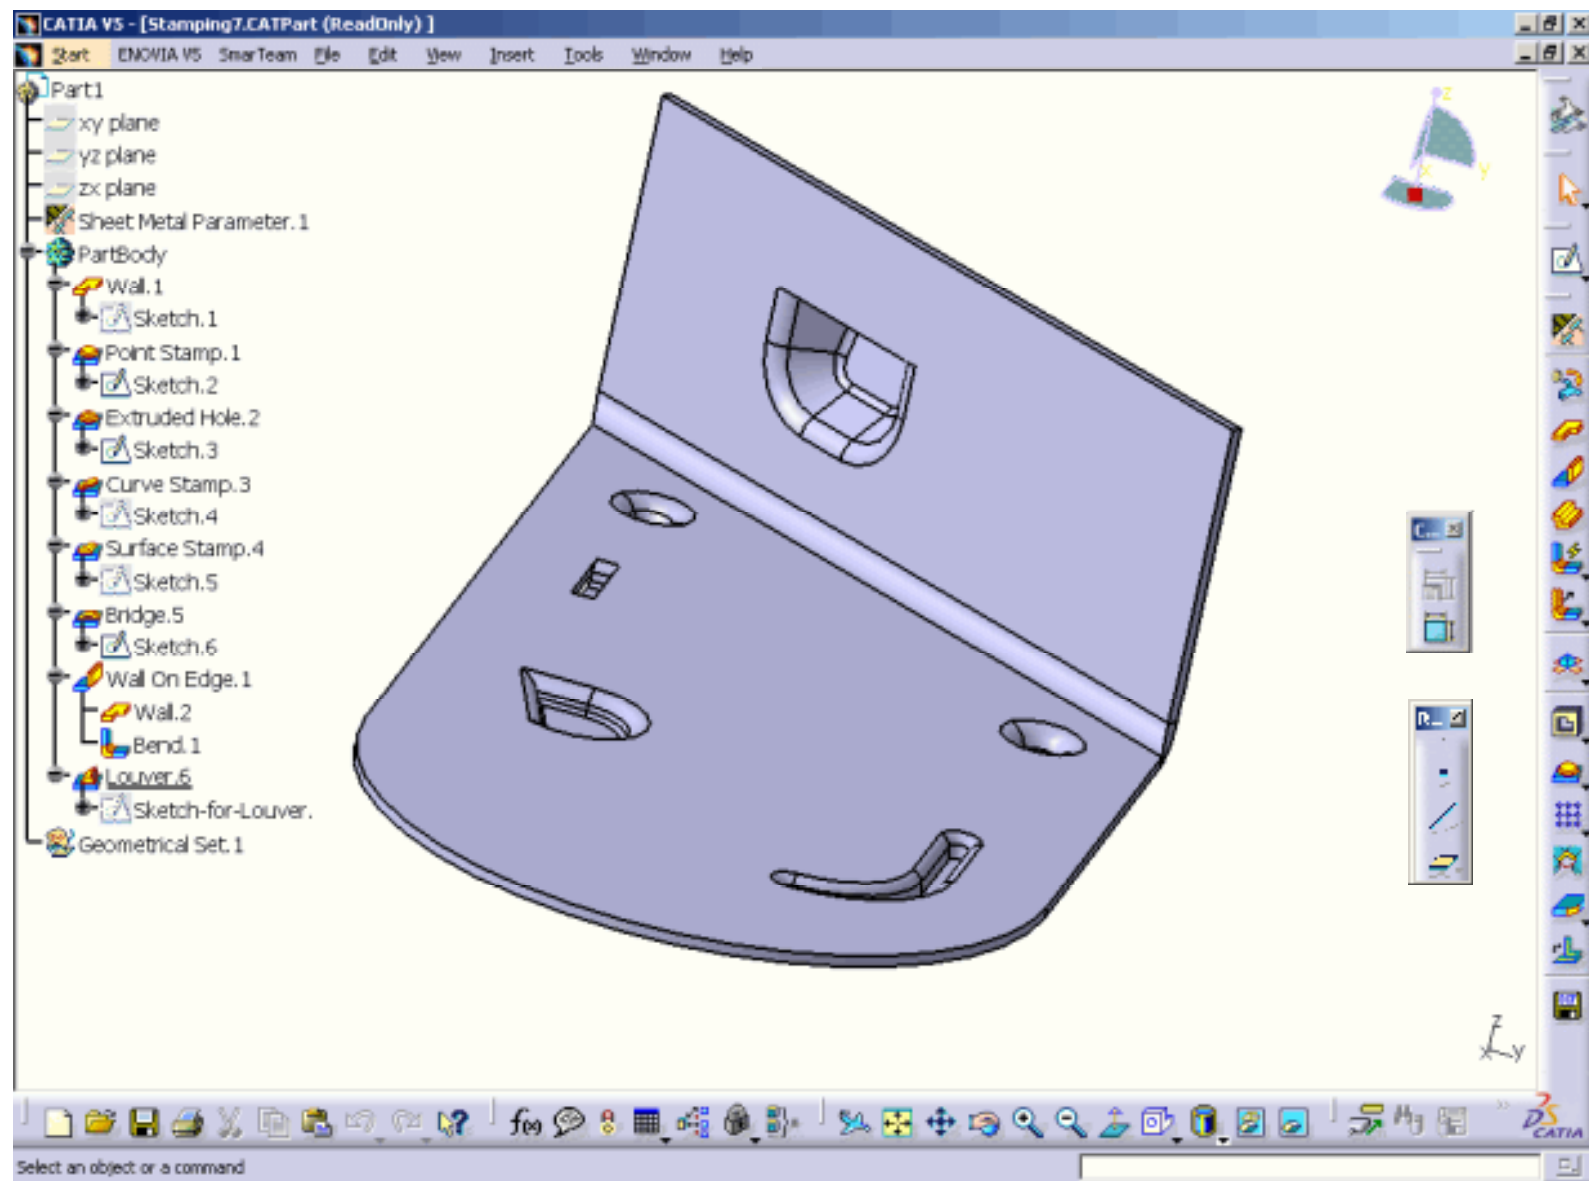 CATIA V5 - [Stamping7.CATPart (ReadOnly) ]
Start ENOVIA V5 SmarTeam File Edit View Insert Tools Window Help
Part1
xy plane
yz plane
zx plane
Sheet Metal Parameter.1
PartBody
Wall.1
Sketch.1
Point Stamp.1
Sketch.2
Extruded Hole.2
Sketch.3
Curve Stamp.3
Sketch.4
Surface Stamp.4
Sketch.5
Bridge.5
Sketch.6
Wall On Edge.1
Wall.2
Bend.1
Louver.6
Sketch-for-Louver.
Geometrical Set.1
z
y
x
C...
R...
z
x y
f(x)
DS
CATIA
Select an object or a command